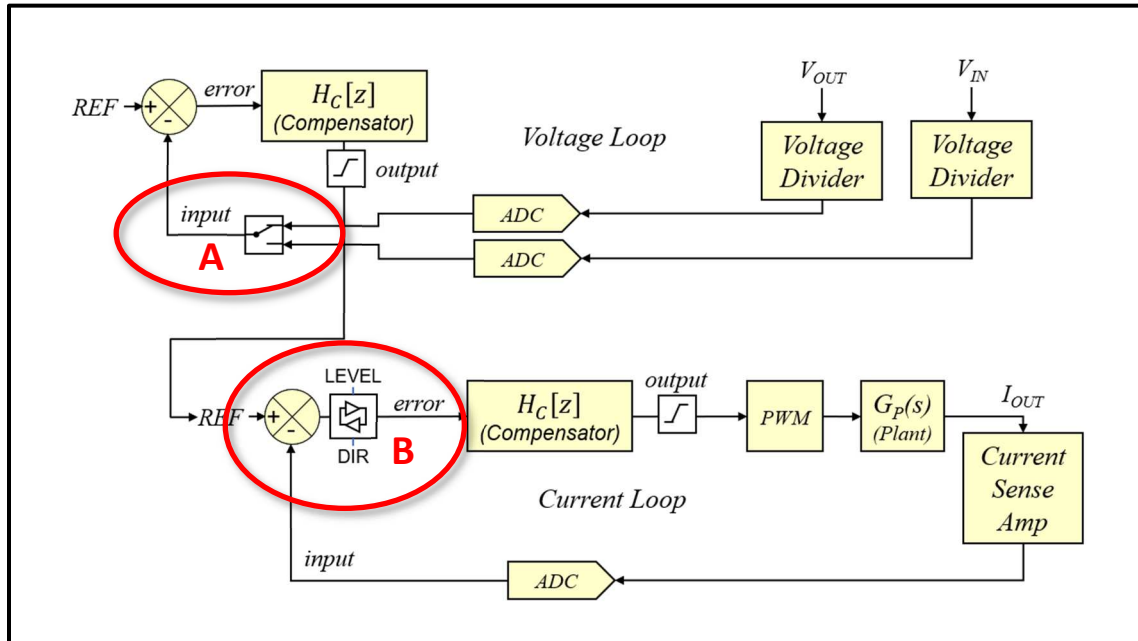 REF
+
-
error
H_C[z]
(Compensator)
output
Voltage Loop
V_OUT
V_IN
Voltage
Divider
Voltage
Divider
input
A
ADC
ADC
REF
+
-
LEVEL
DIR
error
B
H_C[z]
(Compensator)
output
PWM
G_P(s)
(Plant)
I_OUT
Current
Sense
Amp
Current Loop
input
ADC